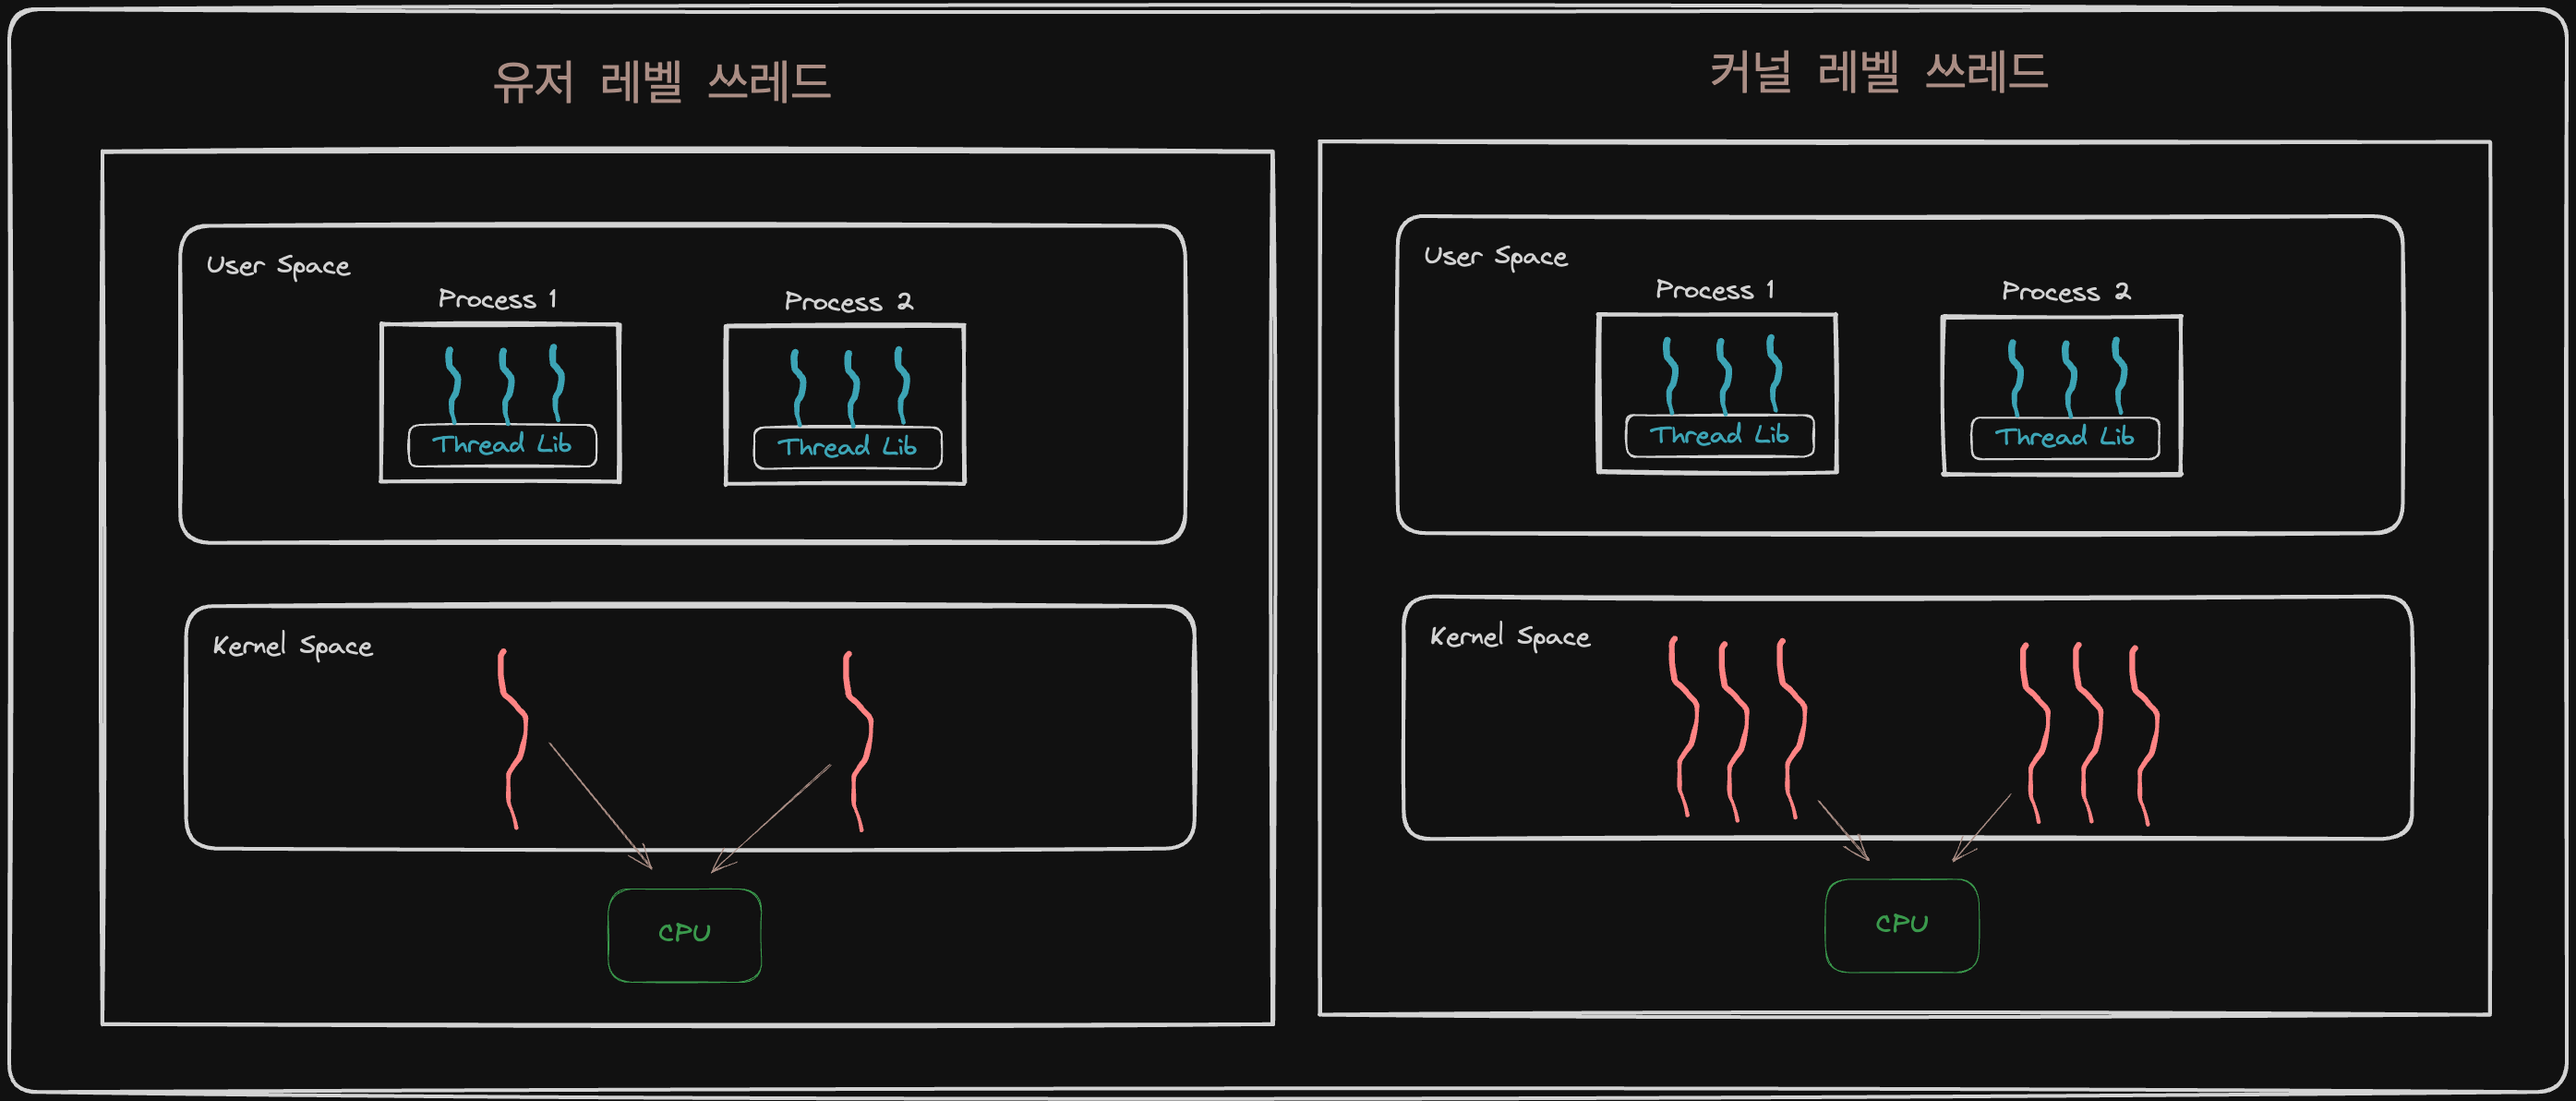 유저 레벨 쓰레드
User Space
Process 1
Process 2
Thread Lib
Thread Lib
Kernel Space
CPU
커널 레벨 쓰레드
User Space
Process 1
Process 2
Thread Lib
Thread Lib
Kernel Space
CPU